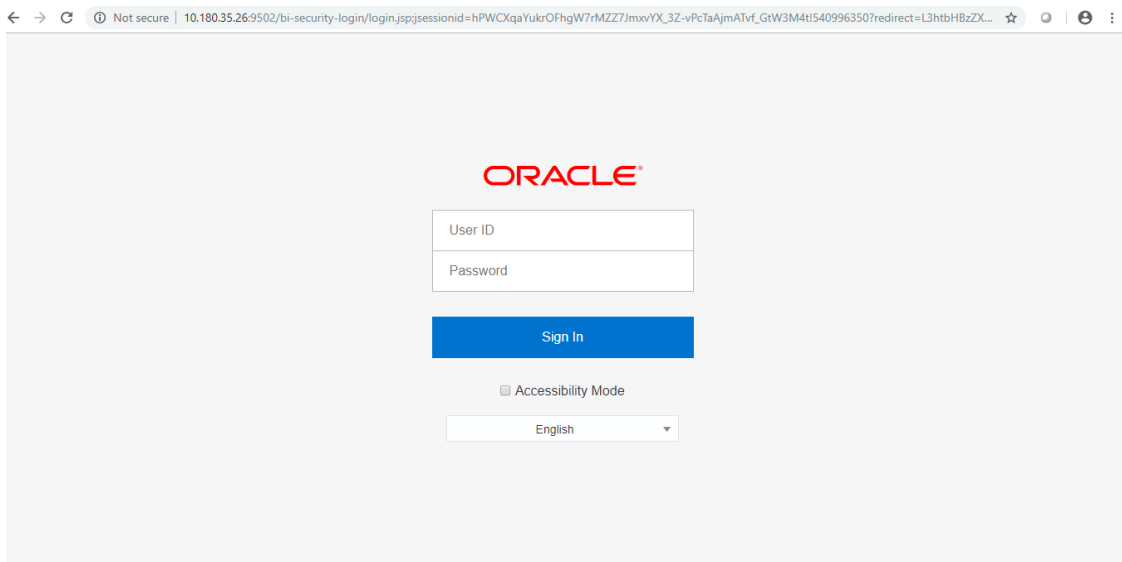 Not secure | 10.180.35.26:9502/bi-security-login/login.jsp;jsessionid=hPWCXqaYukrOFhgW7rMZZ7JmxvYX_3Z-vPcTaAjmATvf_GtW3M4t!540996350?redirect=L3htbHBzZX...
ORACLE®
User ID
Password
Sign In
Accessibility Mode
English